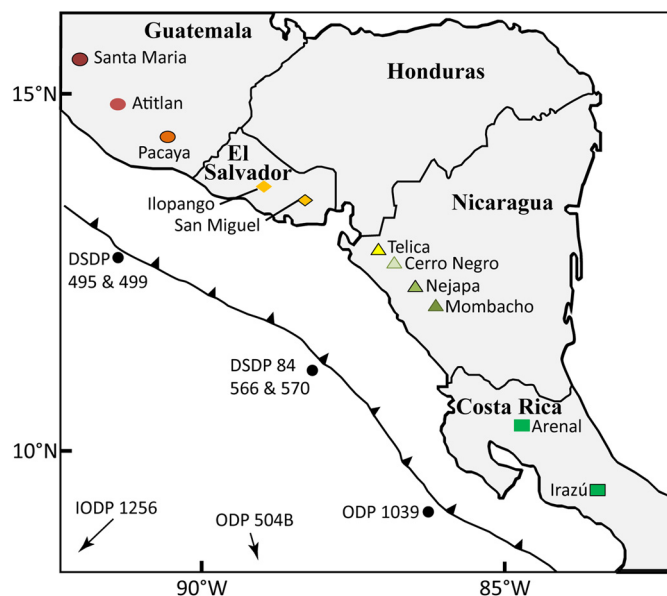 Guatemala
Santa Maria
Honduras
15°N
Atitlan
Pacaya
El
Salvador
Ilopango
San Miguel
Nicaragua
Telica
Cerro Negro
Nejapa
Mombacho
DSDP
495 & 499
DSDP 84
566 & 570
Costa Rica
Arenal
10°N
Irazú
IODP 1256
ODP 504B
ODP 1039
90°W
85°W